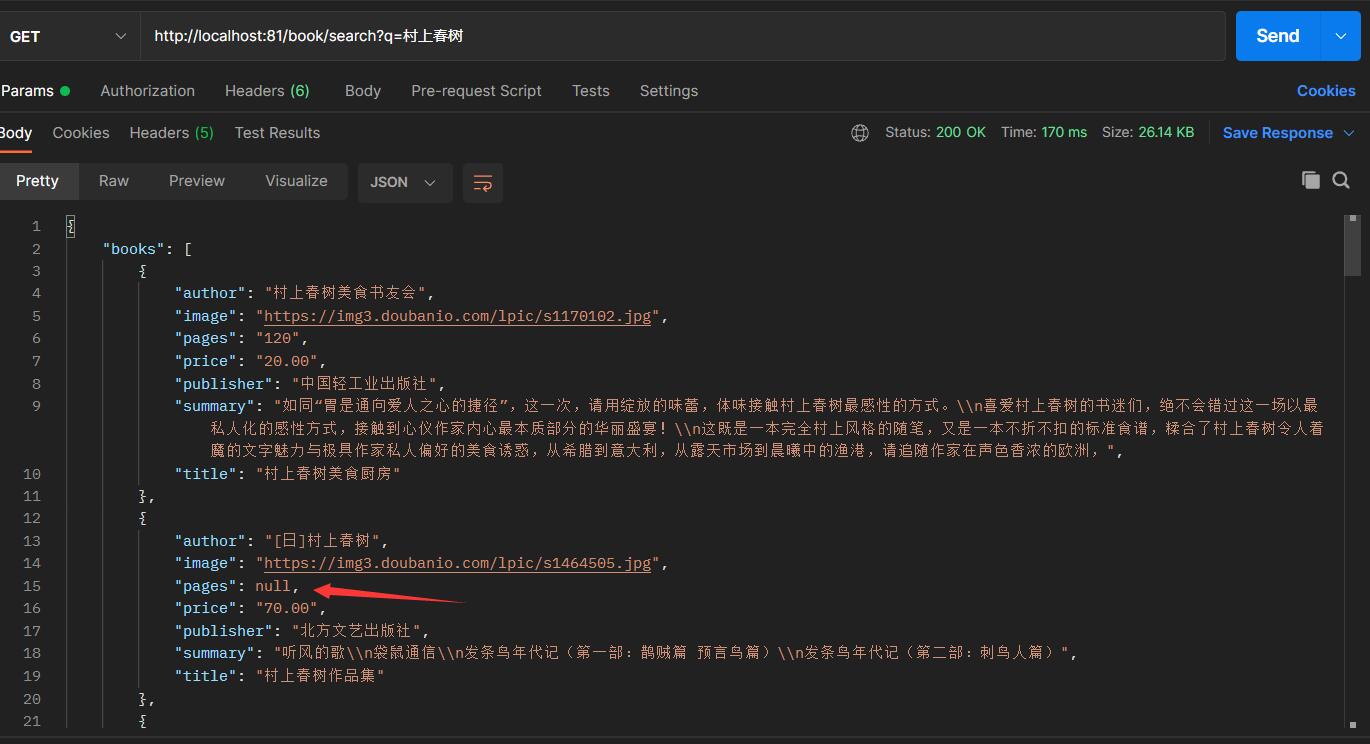 GET http://localhost:81/book/search?q=村上春树 Send
Params Authorization Headers (6) Body Pre-request Script Tests Settings Cookies
Body Cookies Headers (5) Test Results Status: 200 OK Time: 170 ms Size: 26.14 KB Save Response
Pretty Raw Preview Visualize JSON
1 {
2 "books": [
3 {
4 "author": "村上春树美食书友会",
5 "image": "https://img3.doubanio.com/lpic/s1170102.jpg",
6 "pages": "120",
7 "price": "20.00",
8 "publisher": "中国轻工业出版社",
9 "summary": "如同“胃是通向爱人之心的捷径”，这一次，请用绽放的味蕾，体味接触村上春树最感性的方式。\\n喜爱村上春树的书迷们，绝不会错过这一场以最
私人化的感性方式，接触到心仪作家内心最本质部分的华丽盛宴！\\n这既是一本完全村上风格的随笔，又是一本不折不扣的标准食谱，糅合了村上春树令人着
魔的文字魅力与极具作家私人偏好的美食诱惑，从希腊到意大利，从露天市场到晨曦中的渔港，请追随作家在声色香浓的欧洲，",
10 "title": "村上春树美食厨房"
11 },
12 {
13 "author": "[日]村上春树",
14 "image": "https://img3.doubanio.com/lpic/s1464505.jpg",
15 "pages": null,
16 "price": "70.00",
17 "publisher": "北方文艺出版社",
18 "summary": "听风的歌\\n袋鼠通信\\n发条鸟年代记（第一部：鹊贼篇 预言鸟篇）\\n发条鸟年代记（第二部：刺鸟人篇）",
19 "title": "村上春树作品集"
20 },
21 {